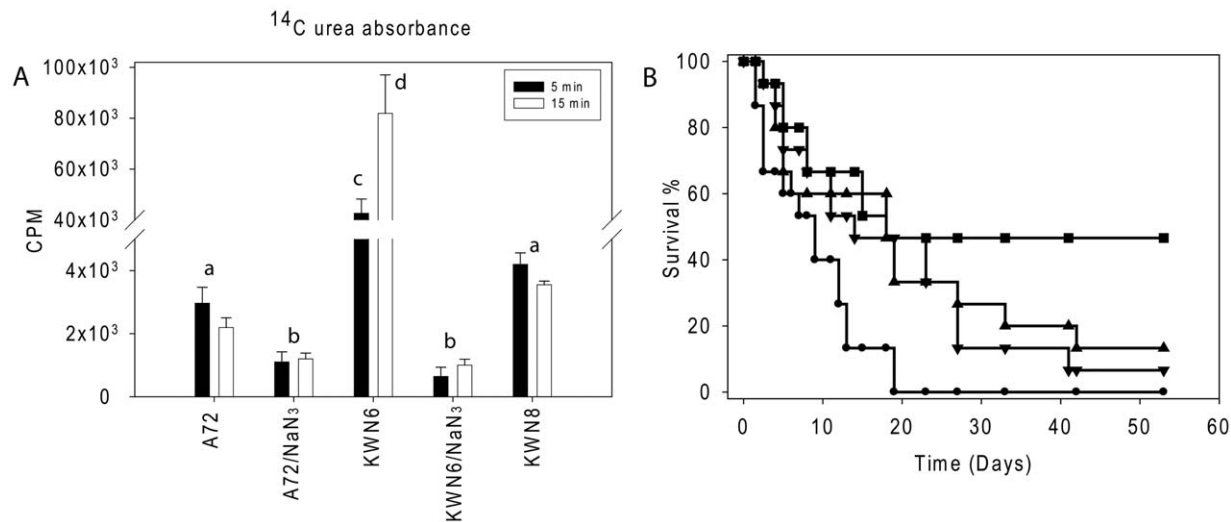 ¹⁴C urea absorbance
A
CPM
100x10³
80x10³
60x10³
40x10³
4x10³
2x10³
0
5 min
15 min
a
b
c
d
b
a
A72
A72/NaN₃
KWN6
KWN6/NaN₃
KWN8
B
Survival %
100
80
60
40
20
0
0 10 20 30 40 50 60
Time (Days)